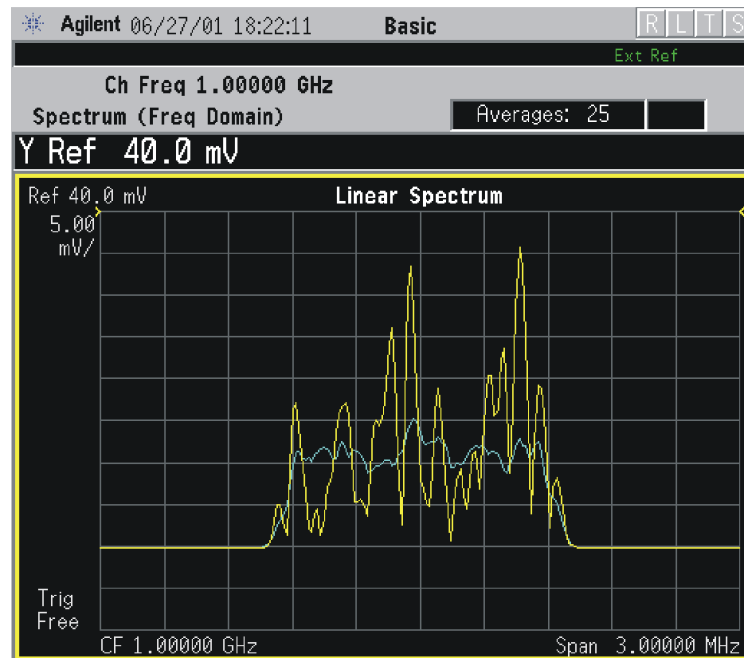 Agilent 06/27/01 18:22:11 Basic R L T S
Ext Ref
Ch Freq 1.00000 GHz
Spectrum (Freq Domain)
Averages: 25
Y Ref 40.0 mV
Ref 40.0 mV Linear Spectrum
5.00
mV/
Trig
Free
CF 1.00000 GHz Span 3.00000 MHz